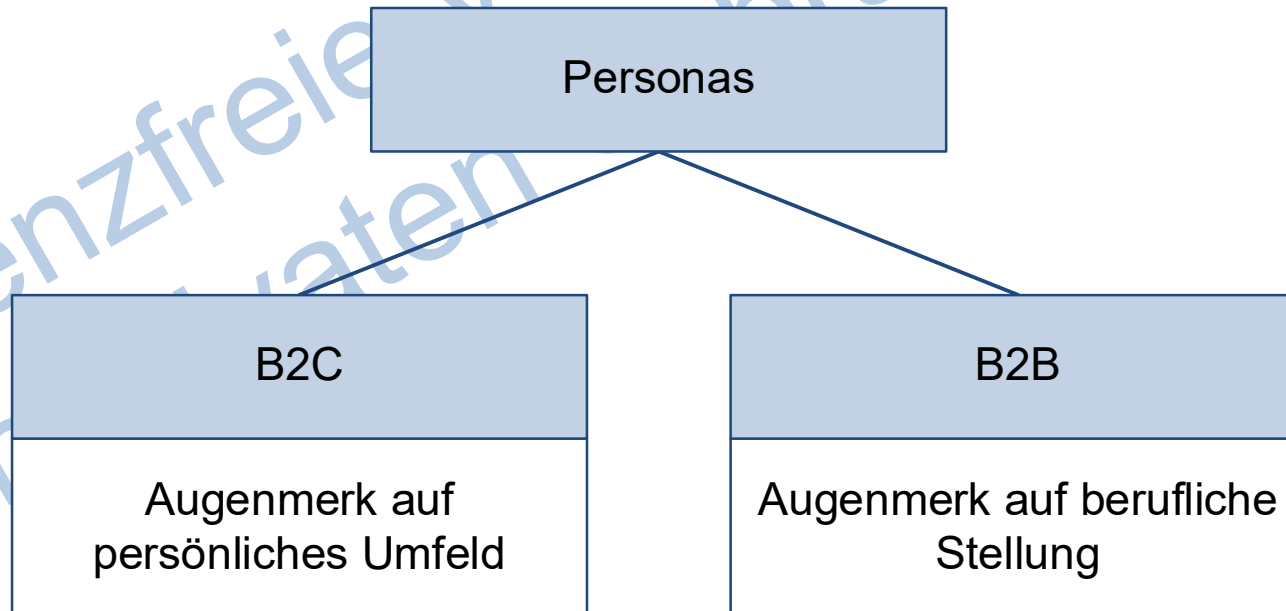 Personas
B2C
B2B
Augenmerk auf
persönliches Umfeld
Augenmerk auf berufliche
Stellung